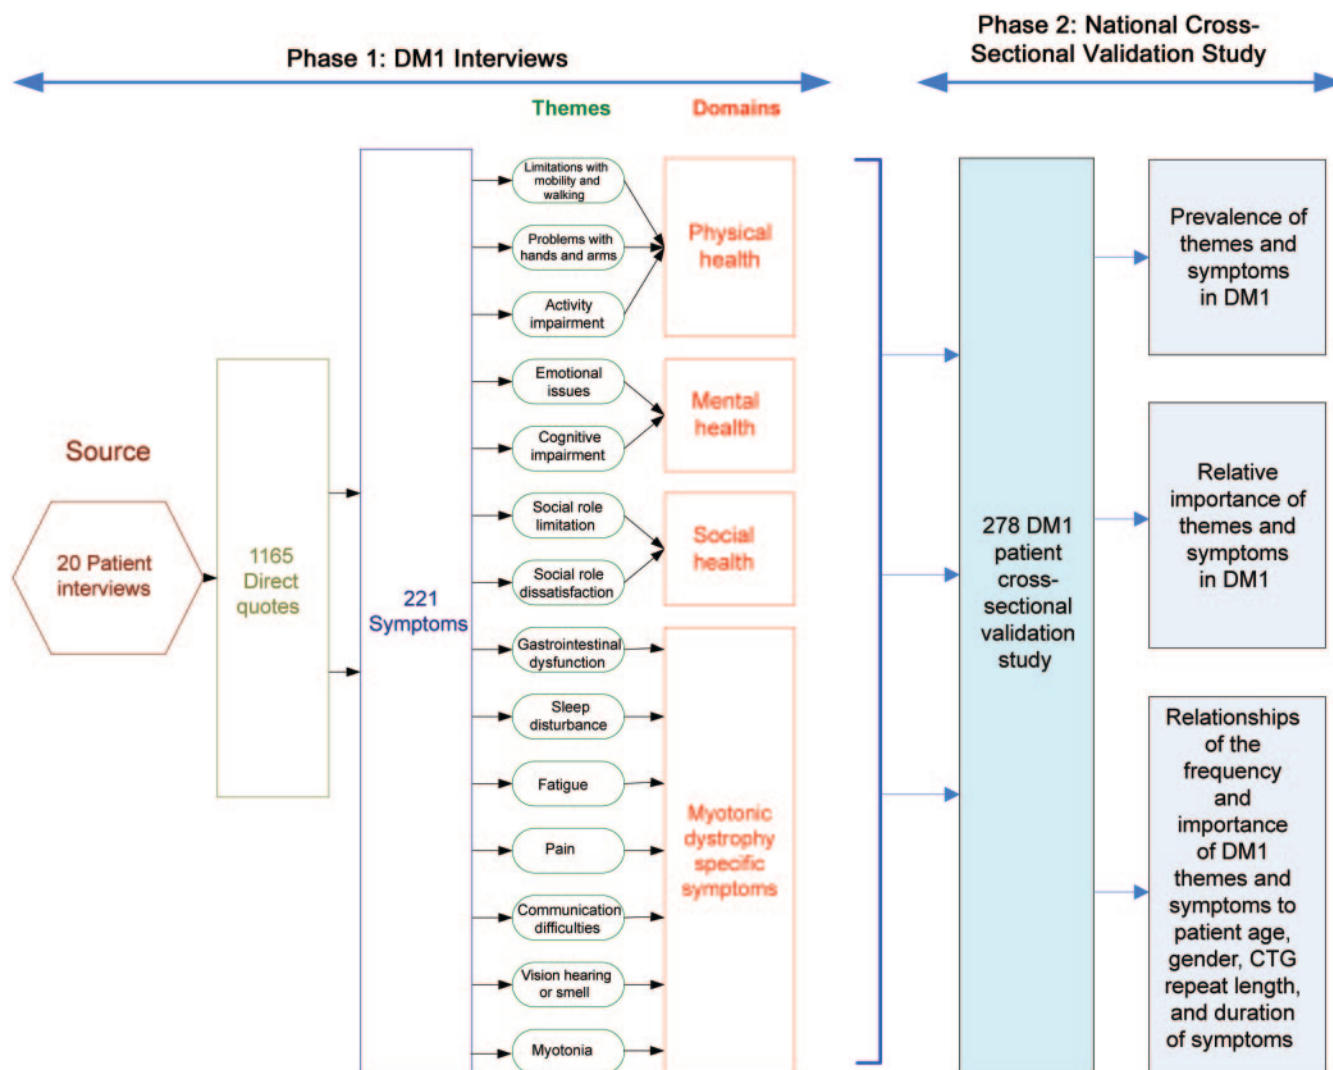 Phase 1: DM1 Interviews
Phase 2: National Cross-
Sectional Validation Study
Themes
Domains
Source
20 Patient
interviews
1165
Direct
quotes
221
Symptoms
Limitations with
mobility and
walking
Problems with
hands and arms
Activity
impairment
Physical
health
Emotional
issues
Cognitive
impairment
Mental
health
Social role
limitation
Social role
dissatisfaction
Social
health
Gastrointestinal
dysfunction
Sleep
disturbance
Fatigue
Pain
Communication
difficulties
Vision hearing
or smell
Myotonia
Myotonic
dystrophy
specific
symptoms
278 DM1
patient
cross-
sectional
validation
study
Prevalence of
themes and
symptoms
in DM1
Relative
importance of
themes and
symptoms
in DM1
Relationships
of the
frequency
and
importance
of DM1
themes and
symptoms to
patient age,
gender, CTG
repeat length,
and duration
of symptoms